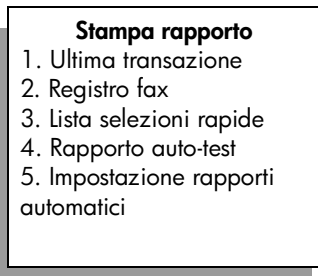 Stampa rapporto
1. Ultima transazione
2. Registro fax
3. Lista selezioni rapide
4. Rapporto auto-test
5. Impostazione rapporti
automatici